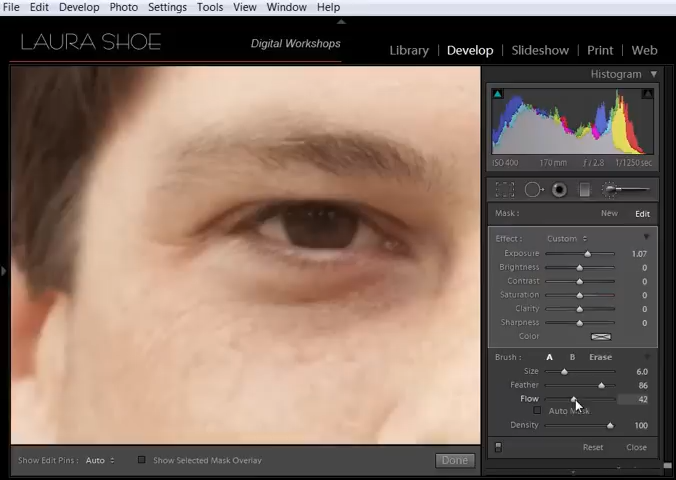 File Edit Develop Photo Settings Tools View Window Help
LAURA SHOE Digital Workshops
Library | Develop | Slideshow | Print | Web
Histogram
ISO 400 170 mm ƒ / 2.8 1/1250 sec
Mask : New Edit
Effect : Custom
Exposure 1.07
Brightness 0
Contrast 0
Saturation 0
Clarity 0
Sharpness 0
Color
Brush : A B Erase
Size 6.0
Feather 86
Flow 42
Auto Mask
Density 100
Reset Close
Show Edit Pins : Auto Show Selected Mask Overlay Done